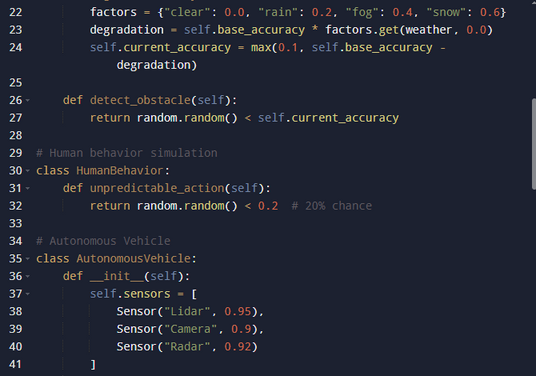 22 factors = {"clear": 0.0, "rain": 0.2, "fog": 0.4, "snow": 0.6}
23 degradation = self.base_accuracy * factors.get(weather, 0.0)
24 self.current_accuracy = max(0.1, self.base_accuracy -
degradation)
25
26 def detect_obstacle(self):
27 return random.random() < self.current_accuracy
28
29 # Human behavior simulation
30 class HumanBehavior:
31 def unpredictable_action(self):
32 return random.random() < 0.2 # 20% chance
33
34 # Autonomous Vehicle
35 class AutonomousVehicle:
36 def __init__(self):
37 self.sensors = [
38 Sensor("Lidar", 0.95),
39 Sensor("Camera", 0.9),
40 Sensor("Radar", 0.92)
41 ]